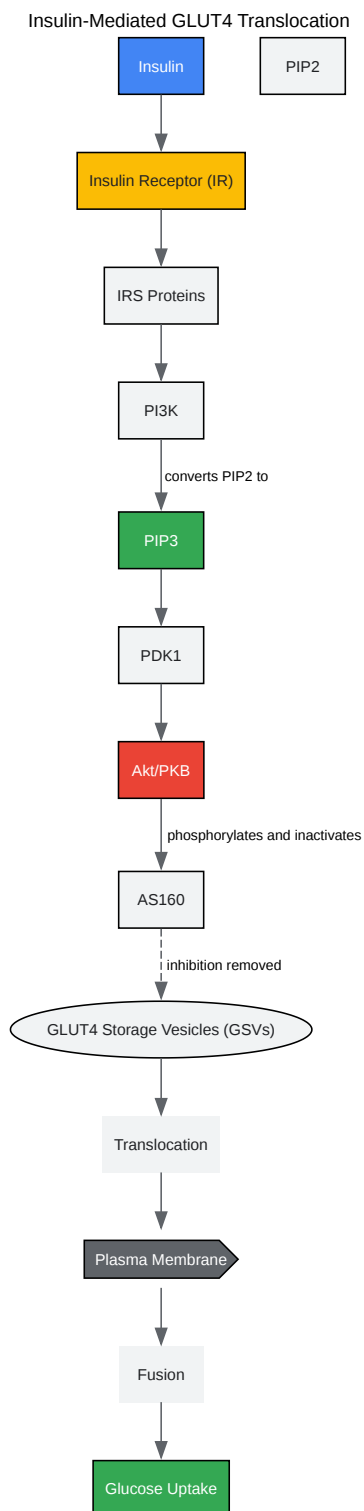 Insulin-Mediated GLUT4 Translocation
Insulin
PIP2
Insulin Receptor (IR)
IRS Proteins
PI3K
converts PIP2 to
PIP3
PDK1
Akt/PKB
phosphorylates and inactivates
AS160
inhibition removed
GLUT4 Storage Vesicles (GSVs)
Translocation
Plasma Membrane
Fusion
Glucose Uptake